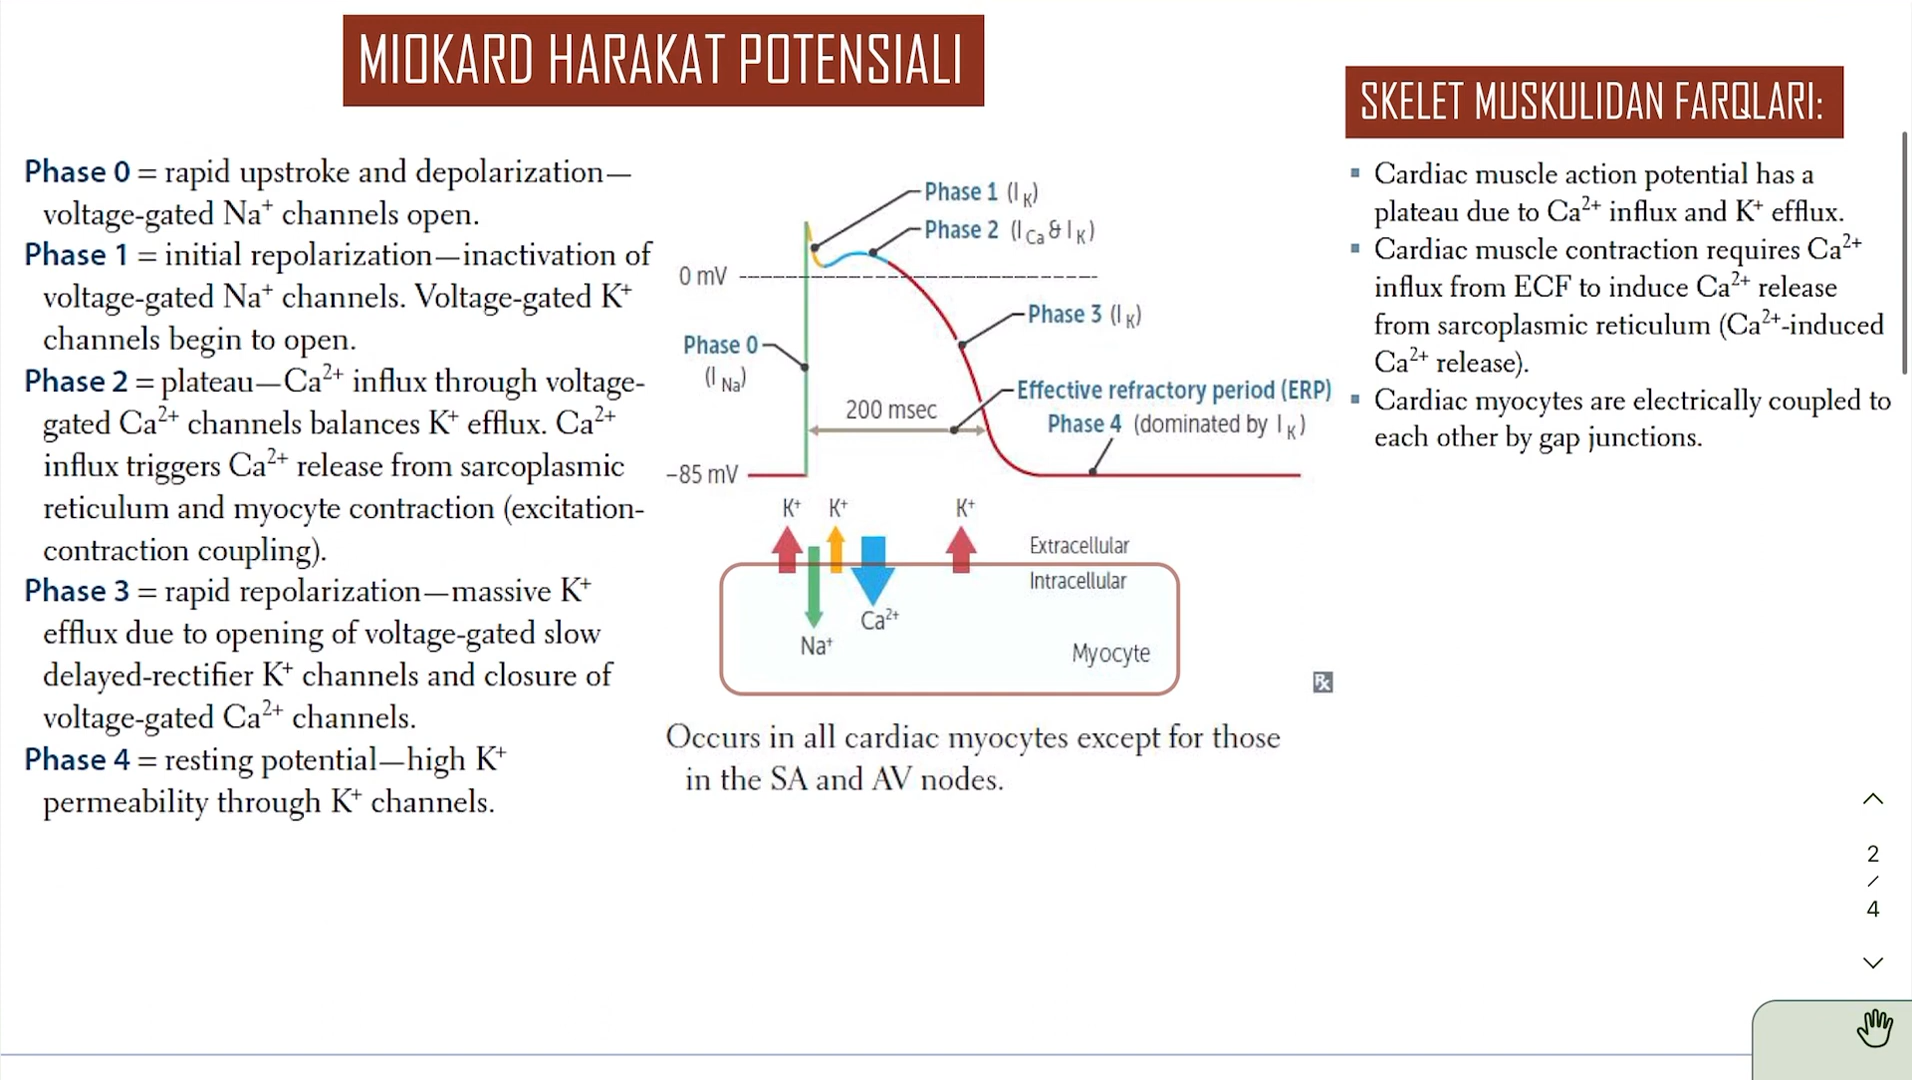 MIOKARD HARAKAT POTENSIALI
Phase 0 = rapid upstroke and depolarization—
voltage-gated Na⁺ channels open.
Phase 1 = initial repolarization—inactivation of
voltage-gated Na⁺ channels. Voltage-gated K⁺
channels begin to open.
Phase 2 = plateau—Ca²⁺ influx through voltage-
gated Ca²⁺ channels balances K⁺ efflux. Ca²⁺
influx triggers Ca²⁺ release from sarcoplasmic
reticulum and myocyte contraction (excitation-
contraction coupling).
Phase 3 = rapid repolarization—massive K⁺
efflux due to opening of voltage-gated slow
delayed-rectifier K⁺ channels and closure of
voltage-gated Ca²⁺ channels.
Phase 4 = resting potential—high K⁺
permeability through K⁺ channels.
Phase 1 (I K)
Phase 2 (I Ca & I K)
0 mV
Phase 3 (I K)
Phase 0
(I Na)
Effective refractory period (ERP)
200 msec
Phase 4 (dominated by I K)
−85 mV
K⁺ K⁺ K⁺
Extracellular
Intracellular
Ca²⁺
Na⁺
Myocyte
Rx
Occurs in all cardiac myocytes except for those
in the SA and AV nodes.
SKELET MUSKULIDAN FARQLARI:
Cardiac muscle action potential has a
plateau due to Ca²⁺ influx and K⁺ efflux.
Cardiac muscle contraction requires Ca²⁺
influx from ECF to induce Ca²⁺ release
from sarcoplasmic reticulum (Ca²⁺-induced
Ca²⁺ release).
Cardiac myocytes are electrically coupled to
each other by gap junctions.
2
/
4